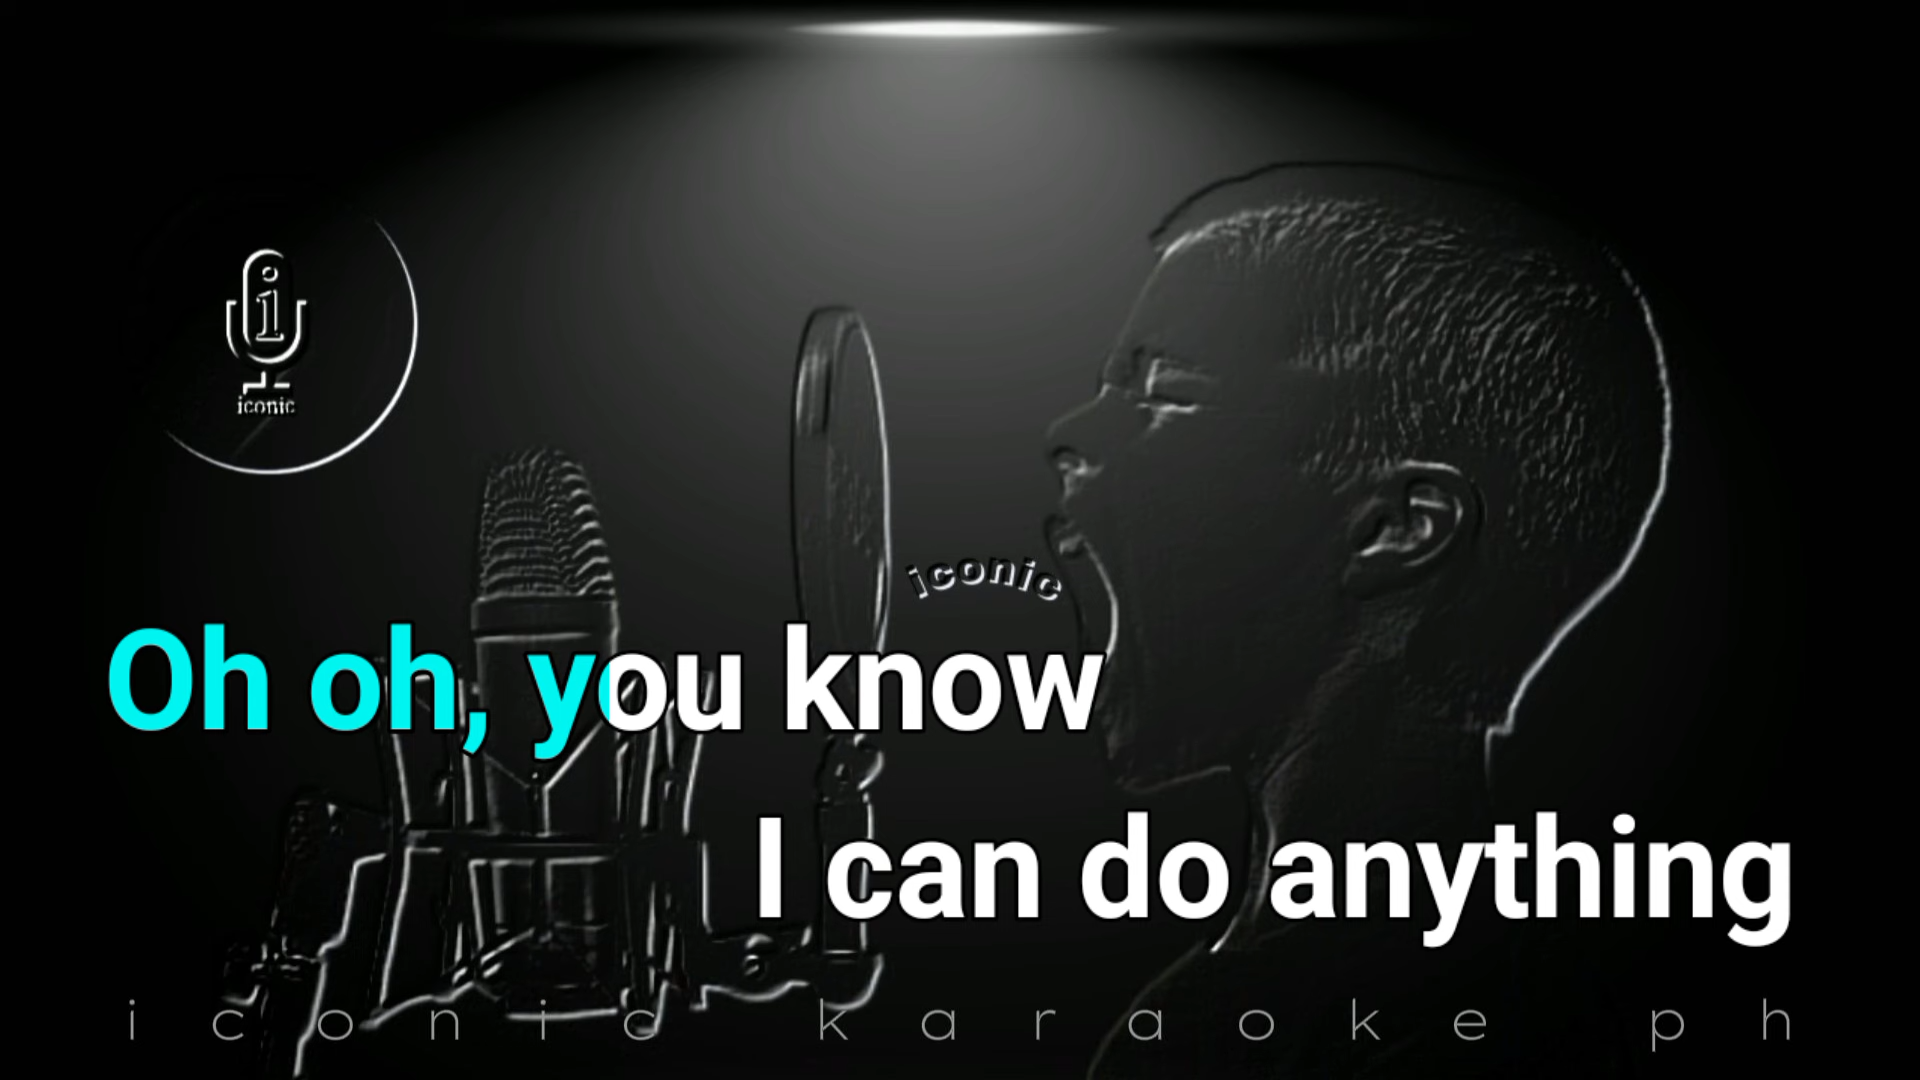 i
iconic
iconic
Oh oh, you know
I can do anything
iconic karaoke ph